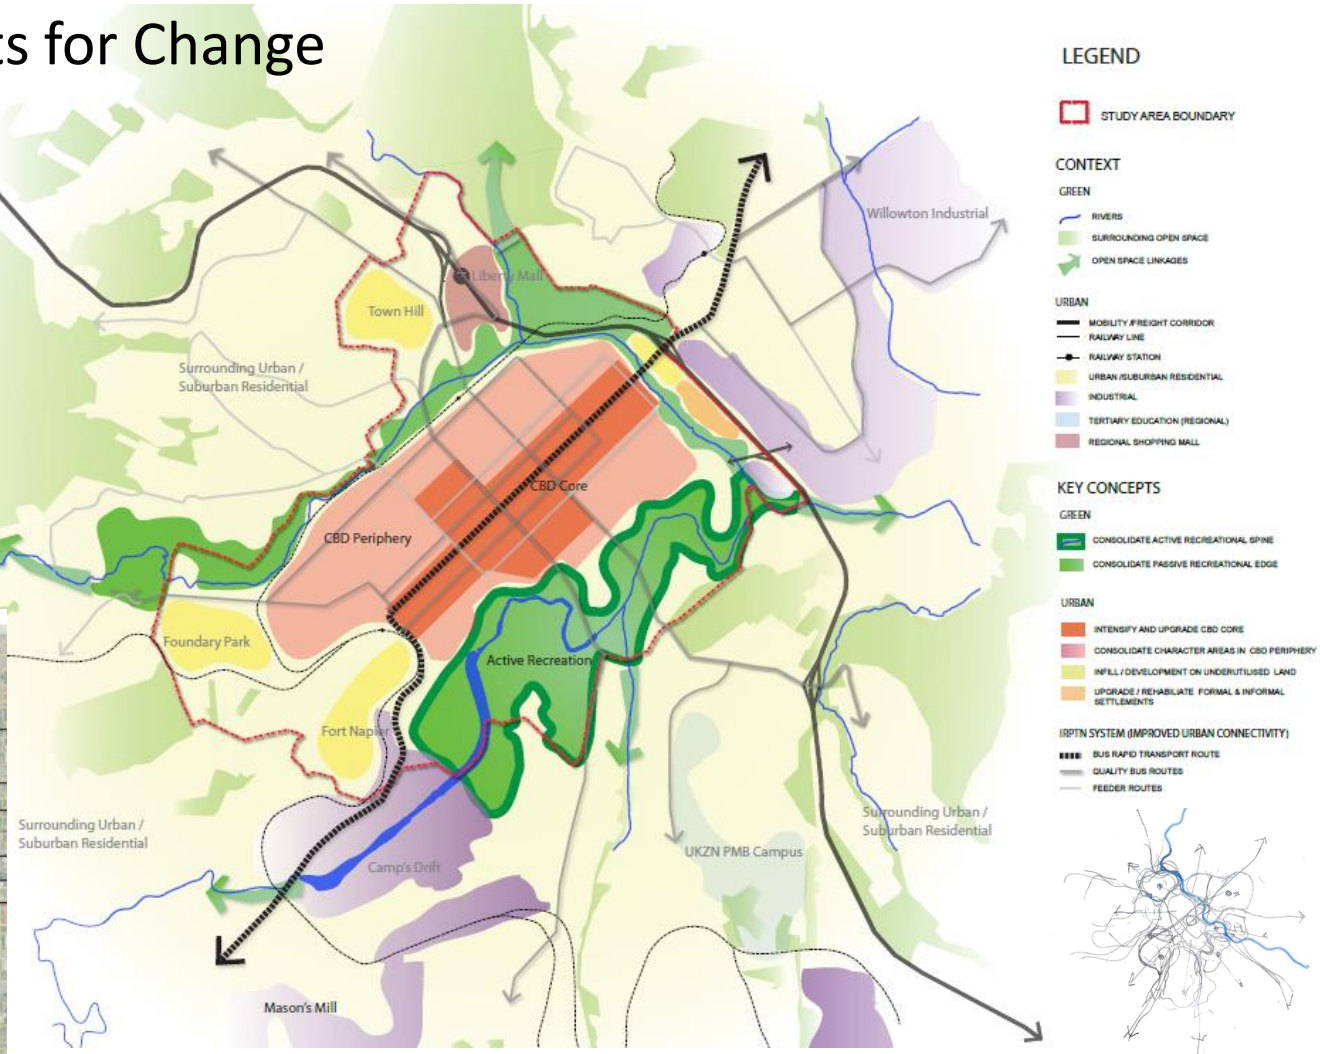 ts for Change
Willowton Industrial
Liberty Mall
Town Hill
Surrounding Urban /
Suburban Residential
CBD Core
CBD Periphery
Foundary Park
Active Recreation
Fort Napier
Surrounding Urban /
Suburban Residential
Surrounding Urban /
Suburban Residential
UKZN PMB Campus
Camp's Drift
Mason's Mill
LEGEND
STUDY AREA BOUNDARY
CONTEXT
GREEN
RIVERS
SURROUNDING OPEN SPACE
OPEN SPACE LINKAGES
URBAN
MOBILITY /FREIGHT CORRIDOR
RAILWAY LINE
RAILWAY STATION
URBAN /SUBURBAN RESIDENTIAL
INDUSTRIAL
TERTIARY EDUCATION (REGIONAL)
REGIONAL SHOPPING MALL
KEY CONCEPTS
GREEN
CONSOLIDATE ACTIVE RECREATIONAL SPINE
CONSOLIDATE PASSIVE RECREATIONAL EDGE
URBAN
INTENSIFY AND UPGRADE CBD CORE
CONSOLIDATE CHARACTER AREAS IN CBD PERIPHERY
INFILL / DEVELOPMENT ON UNDERUTILISED LAND
UPGRADE / REHABILIATE FORMAL & INFORMAL
SETTLEMENTS
IRPTN SYSTEM (IMPROVED URBAN CONNECTIVITY)
BUS RAPID TRANSPORT ROUTE
QUALITY BUS ROUTES
FEEDER ROUTES